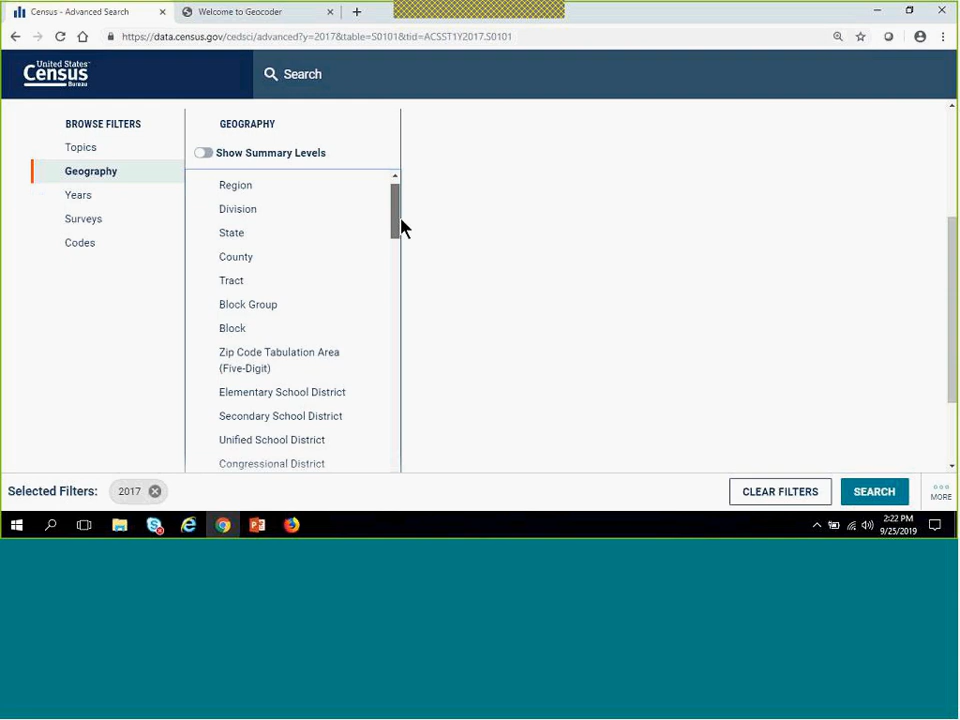 Census - Advanced Search
Welcome to Geocoder
https://data.census.gov/cedsci/advanced?y=2017&table=S0101&tid=ACSST1Y2017.S0101
United States®
Census
Bureau
Search
BROWSE FILTERS
Topics
Geography
Years
Surveys
Codes
GEOGRAPHY
Show Summary Levels
Region
Division
State
County
Tract
Block Group
Block
Zip Code Tabulation Area
(Five-Digit)
Elementary School District
Secondary School District
Unified School District
Congressional District
Selected Filters:
2017
CLEAR FILTERS
SEARCH
MORE
2:22 PM
9/25/2019